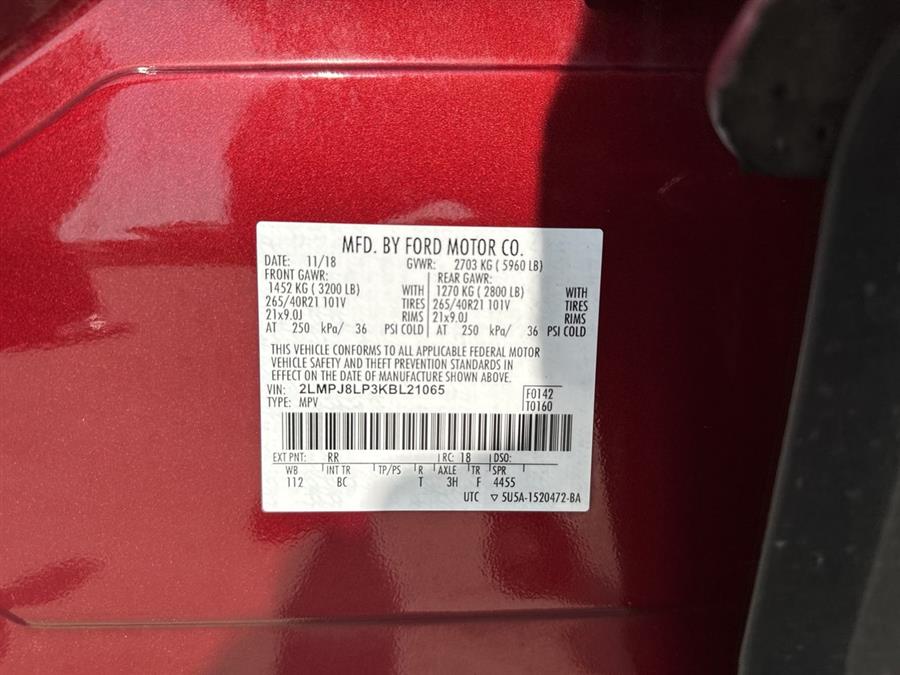 MFD. BY FORD MOTOR CO.
DATE: 11/18 GVWR: 2703 KG ( 5960 LB)
FRONT GAWR: REAR GAWR:
1452 KG ( 3200 LB) WITH 1270 KG ( 2800 LB) WITH
265/40R21 101V TIRES 265/40R21 101V TIRES
21x9.0J RIMS 21x9.0J RIMS
AT 250 kPa/ 36 PSI COLD AT 250 kPa/ 36 PSI COLD
THIS VEHICLE CONFORMS TO ALL APPLICABLE FEDERAL MOTOR
VEHICLE SAFETY AND THEFT PREVENTION STANDARDS IN
EFFECT ON THE DATE OF MANUFACTURE SHOWN ABOVE.
VIN: 2LMPJ8LP3KBL21065 F0142
TYPE: MPV T0160
EXT PNT: RR RC: 18 DSO:
WB INT TR TP/PS R AXLE TR SPR
112 BC T 3H F 4455
UTC ▽ 5U5A-1520472-BA